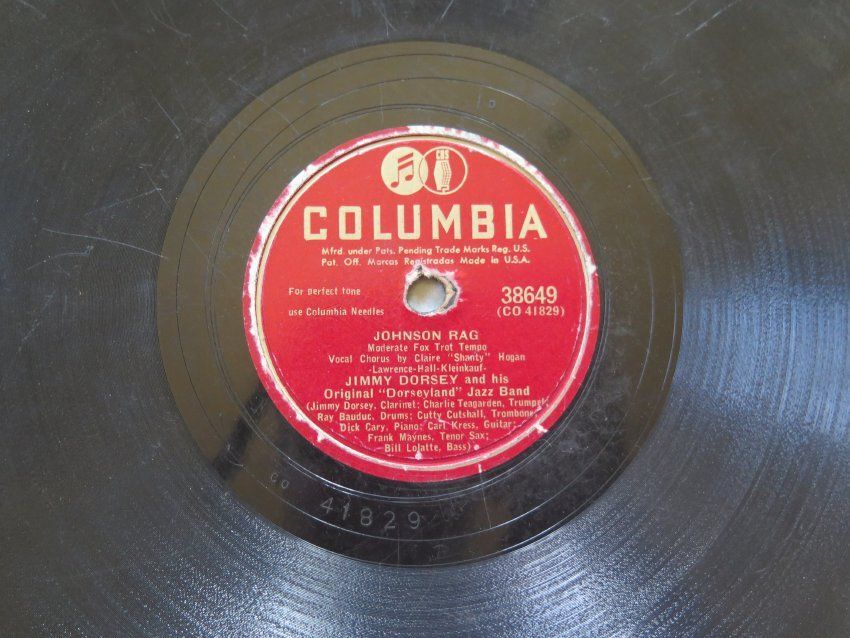 CBS
COLUMBIA
Mfrd. under Pats. Pending Trade Marks Reg. U.S.
Pat. Off. Marcas Registradas Made in U.S.A.
For perfect tone
use Columbia Needles
38649
(CO 41829)
JOHNSON RAG
Moderate Fox Trot Tempo
Vocal Chorus by Claire "Shanty" Hogan
-Lawrence-Hall-Kleinkauf-
JIMMY DORSEY and his
Original "Dorseyland" Jazz Band
(Jimmy Dorsey, Clarinet; Charlie Teagarden, Trumpet;
Ray Bauduc, Drums; Cutty Cutshall, Trombone;
Dick Cary, Piano; Carl Kress, Guitar;
Frank Maynes, Tenor Sax;
Bill Lolatte, Bass)
CO 41829